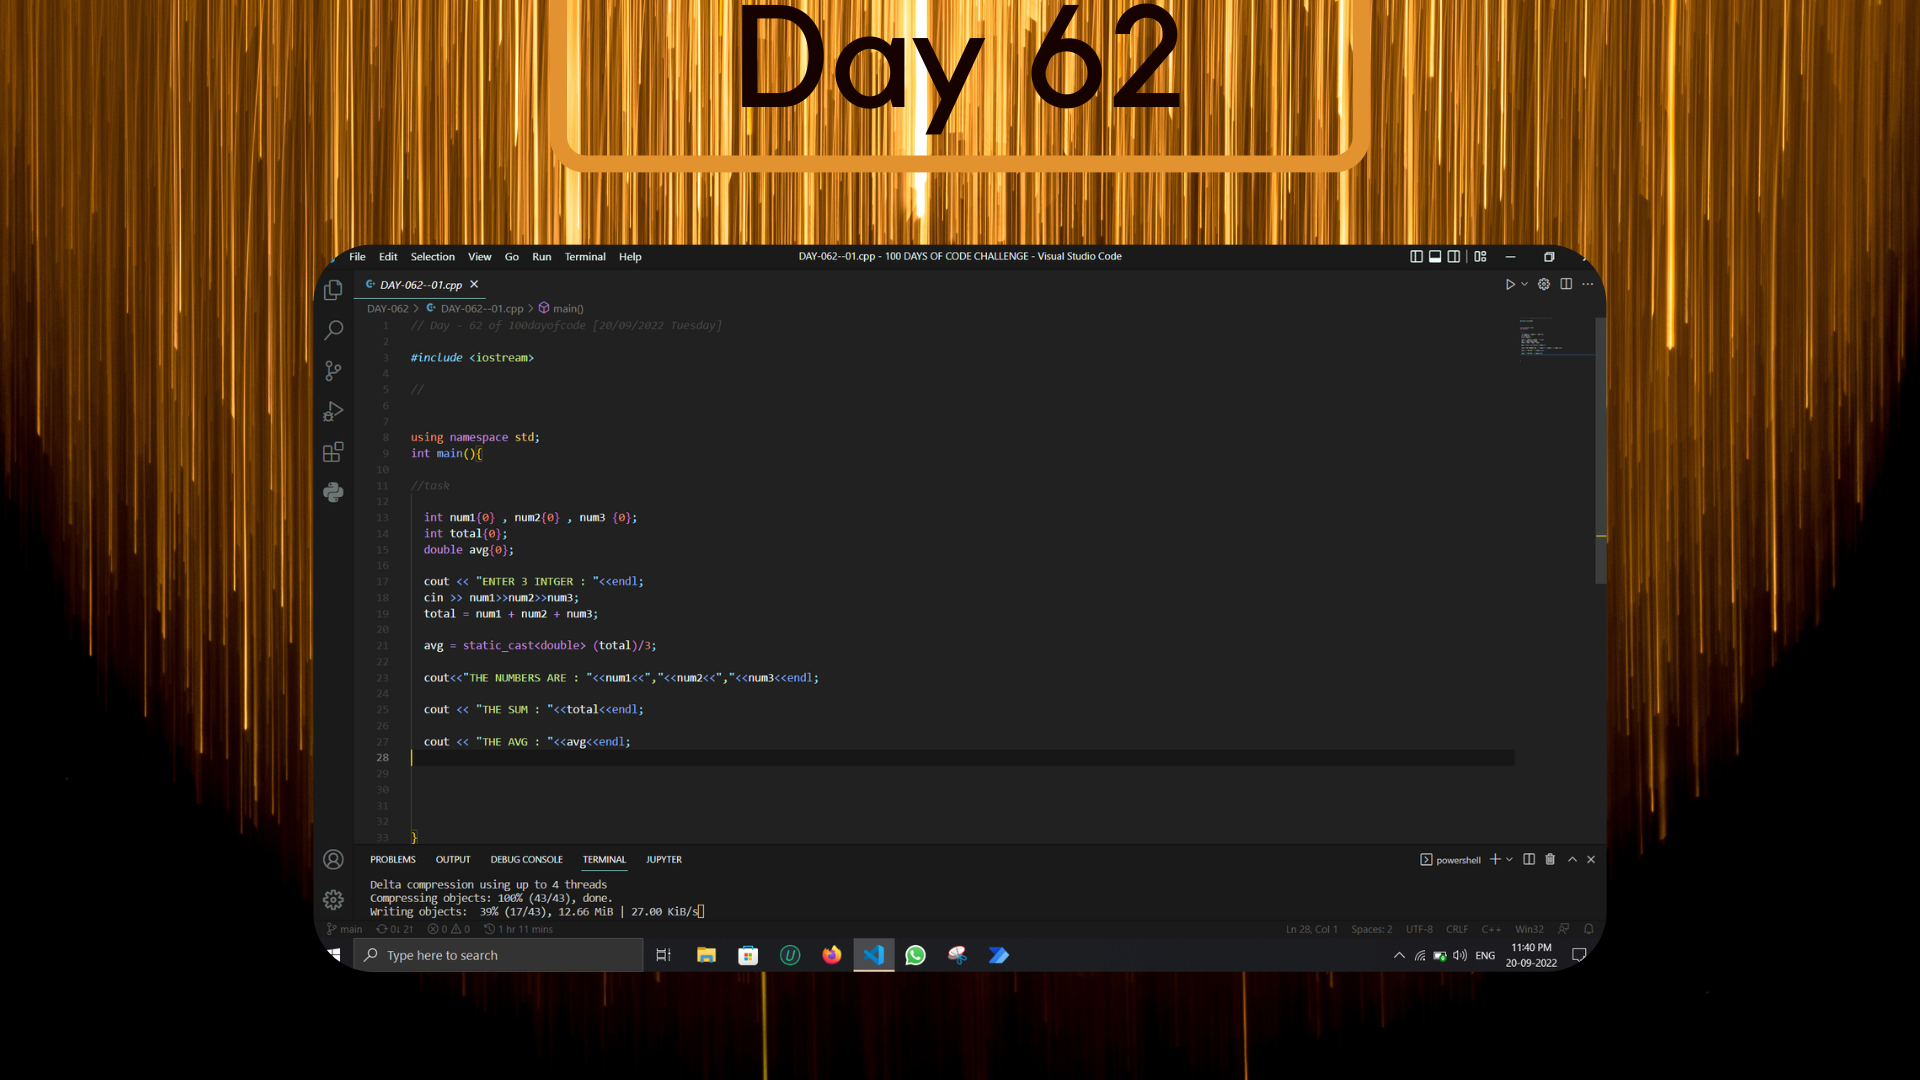 Day 62
File Edit Selection View Go Run Terminal Help
DAY-062--01.cpp - 100 DAYS OF CODE CHALLENGE - Visual Studio Code
DAY-062--01.cpp
DAY-062 > DAY-062--01.cpp > main()
1 // Day - 62 of 100dayofcode [20/09/2022 Tuesday]
2
3 #include <iostream>
4
5 //
6
7
8 using namespace std;
9 int main(){
10
11 //task
12
13 int num1{0} , num2{0} , num3 {0};
14 int total{0};
15 double avg{0};
16
17 cout << "ENTER 3 INTGER : "<<endl;
18 cin >> num1>>num2>>num3;
19 total = num1 + num2 + num3;
20
21 avg = static_cast<double> (total)/3;
22
23 cout<<"THE NUMBERS ARE : "<<num1<<","<<num2<<","<<num3<<endl;
24
25 cout << "THE SUM : "<<total<<endl;
26
27 cout << "THE AVG : "<<avg<<endl;
28
29
30
31
32
33 }
PROBLEMS OUTPUT DEBUG CONSOLE TERMINAL JUPYTER
powershell
Delta compression using up to 4 threads
Compressing objects: 100% (43/43), done.
Writing objects:  39% (17/43), 12.66 MiB | 27.00 KiB/s
main 0↓ 21 0 0 1 hr 11 mins
Ln 28, Col 1 Spaces: 2 UTF-8 CRLF C++ Win32
Type here to search
ENG
11:40 PM
20-09-2022